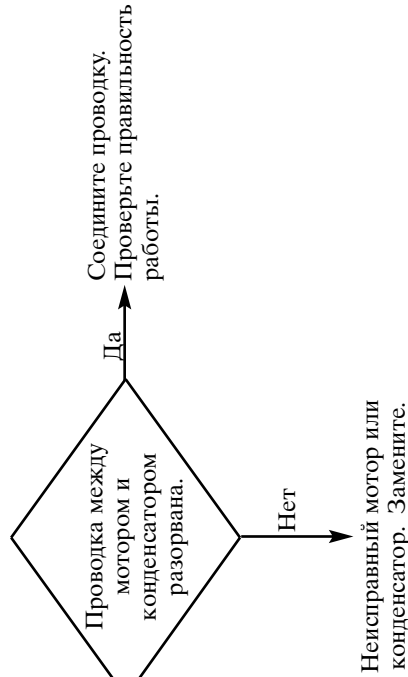 Проводка между
мотором и
конденсатором
разорвана.
Да
Соедините проводку.
Проверьте правильность
работы.
Нет
Неисправный мотор или
конденсатор. Замените.